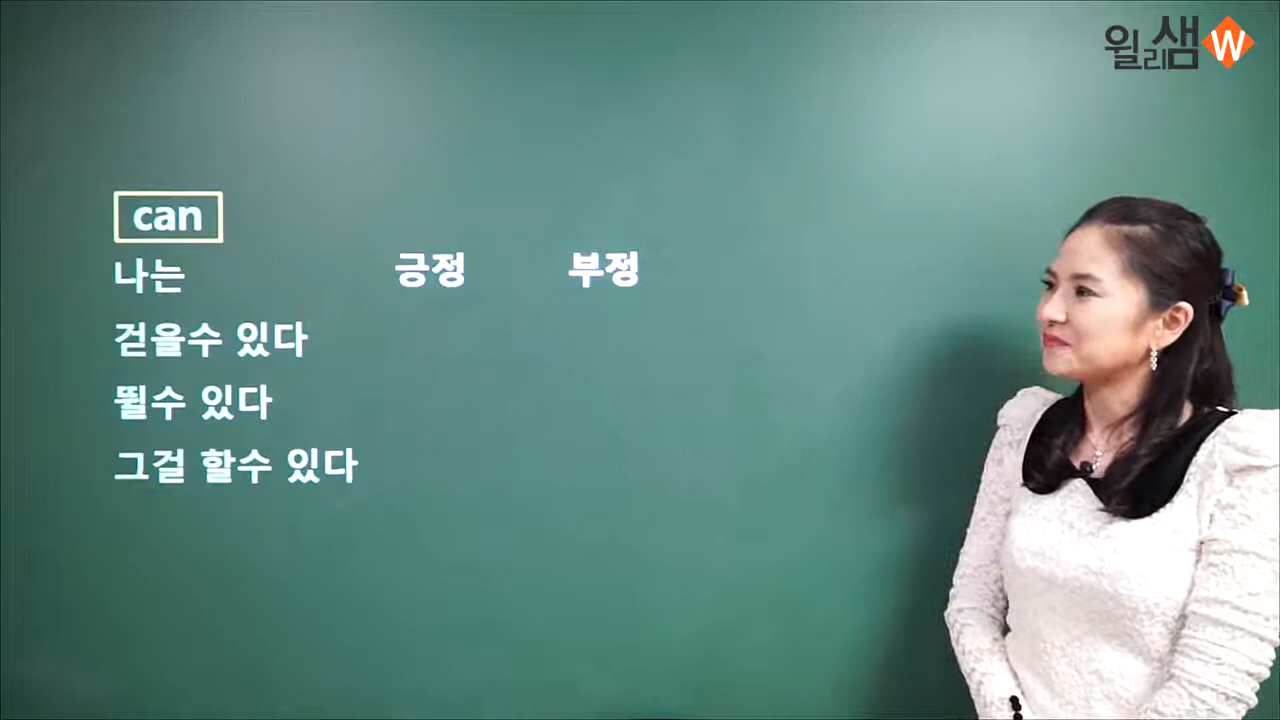 윌리샘 W
can
나는 긍정 부정
걷을수 있다
뛸수 있다
그걸 할수 있다